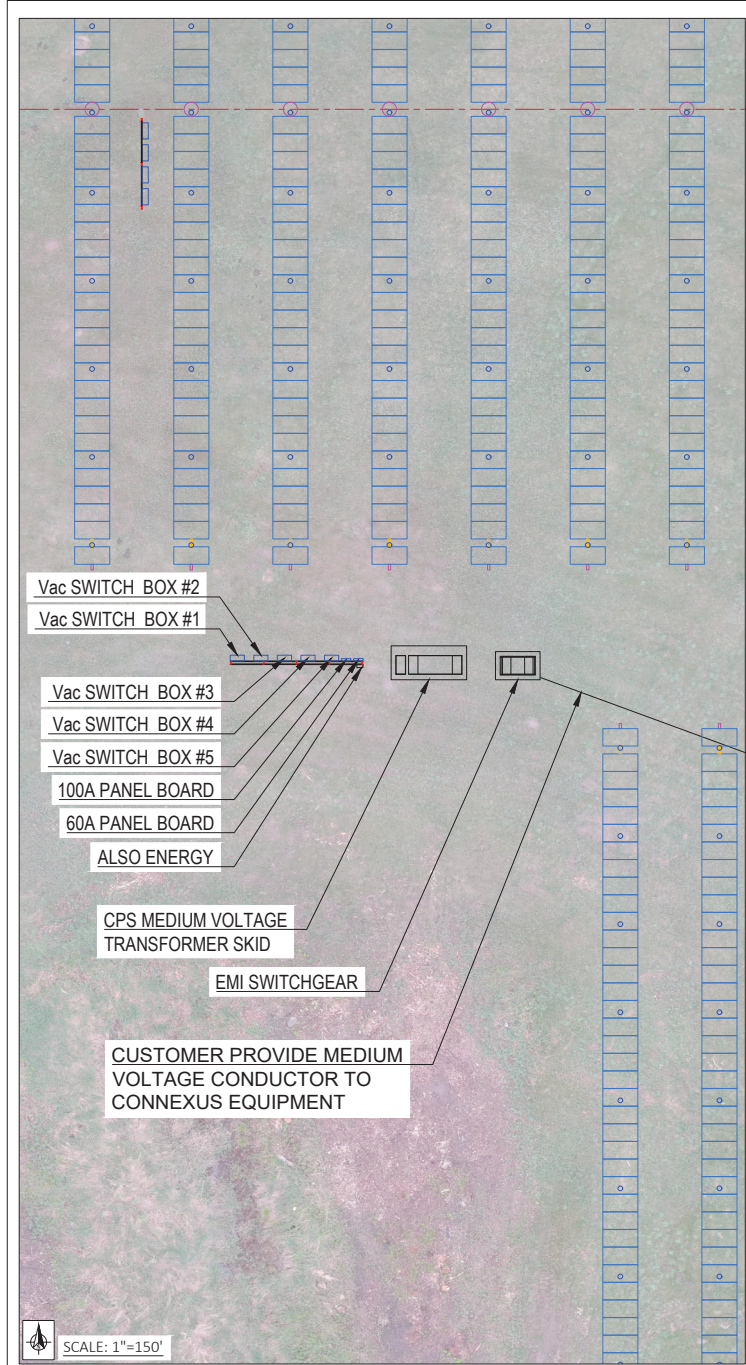 Vac SWITCH BOX #2
Vac SWITCH BOX #1
Vac SWITCH BOX #3
Vac SWITCH BOX #4
Vac SWITCH BOX #5
100A PANEL BOARD
60A PANEL BOARD
ALSO ENERGY
CPS MEDIUM VOLTAGE
TRANSFORMER SKID
EMI SWITCHGEAR
CUSTOMER PROVIDE MEDIUM
VOLTAGE CONDUCTOR TO
CONNEXUS EQUIPMENT
SCALE: 1"=150'